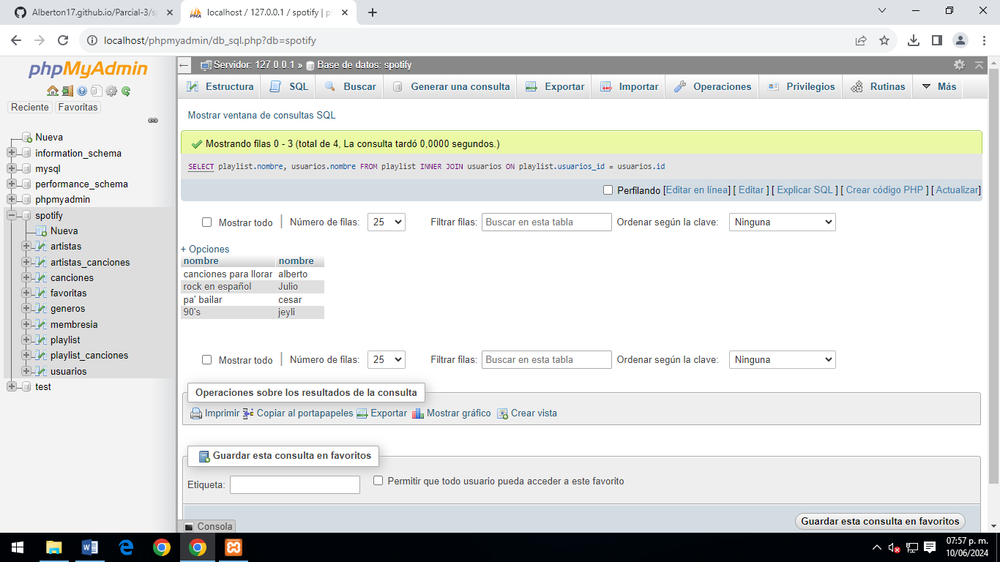 Alberton17.github.io/Parcial-3/s
localhost / 127.0.0.1 / spotify | p
localhost/phpmyadmin/db_sql.php?db=spotify
phpMyAdmin
Reciente
Favoritas
Nueva
information_schema
mysql
performance_schema
phpmyadmin
spotify
Nueva
artistas
artistas_canciones
canciones
favoritas
generos
membresia
playlist
playlist_canciones
usuarios
test
Servidor: 127.0.0.1 » Base de datos: spotify
Estructura SQL Buscar Generar una consulta Exportar Importar Operaciones Privilegios Rutinas Más
Mostrar ventana de consultas SQL
Mostrando filas 0 - 3 (total de 4, La consulta tardó 0,0000 segundos.)
SELECT playlist.nombre, usuarios.nombre FROM playlist INNER JOIN usuarios ON playlist.usuarios_id = usuarios.id
Perfilando [Editar en línea] [ Editar ] [ Explicar SQL ] [ Crear código PHP ] [ Actualizar]
Mostrar todo | Número de filas: 25 Filtrar filas: Buscar en esta tabla Ordenar según la clave: Ninguna
+ Opciones
nombre nombre
canciones para llorar alberto
rock en español Julio
pa' bailar cesar
90's jeyli
Mostrar todo | Número de filas: 25 Filtrar filas: Buscar en esta tabla Ordenar según la clave: Ninguna
Operaciones sobre los resultados de la consulta
Imprimir Copiar al portapapeles Exportar Mostrar gráfico Crear vista
Guardar esta consulta en favoritos
Etiqueta: Permitir que todo usuario pueda acceder a este favorito
Guardar esta consulta en favoritos
Consola
07:57 p. m.
10/06/2024